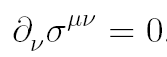 ∂_ν σ^{μν} = 0.